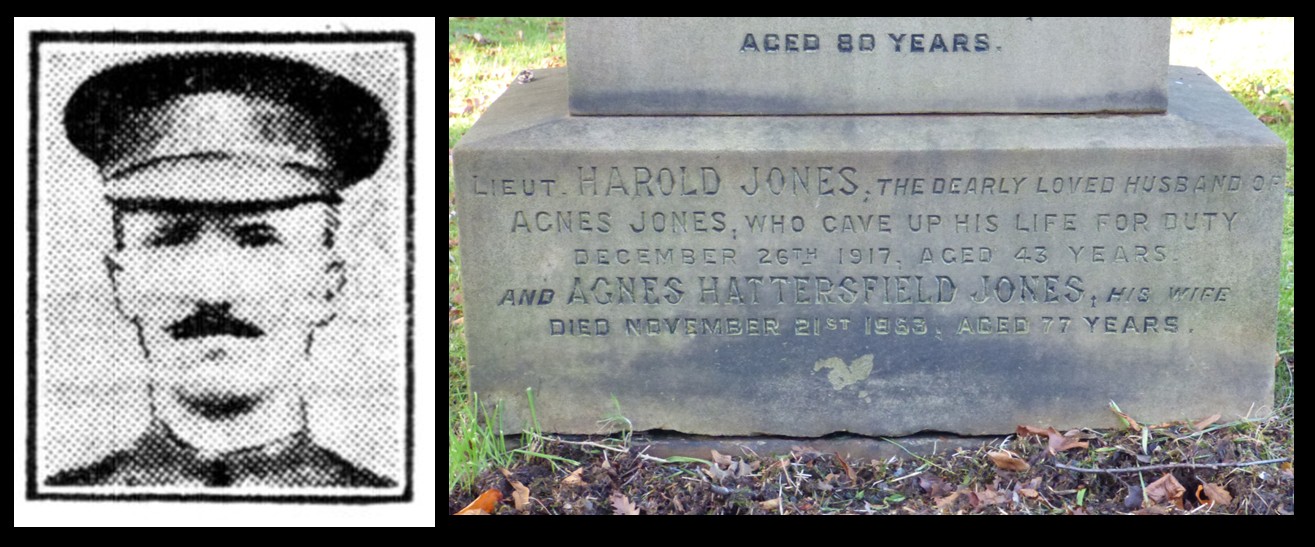 AGED 80 YEARS.
LIEUT. HAROLD JONES, THE DEARLY LOVED HUSBAND OF
AGNES JONES, WHO GAVE UP HIS LIFE FOR DUTY
DECEMBER 26TH 1917, AGED 43 YEARS.
AND AGNES HATTERSFIELD JONES, HIS WIFE
DIED NOVEMBER 21ST 1963. AGED 77 YEARS.